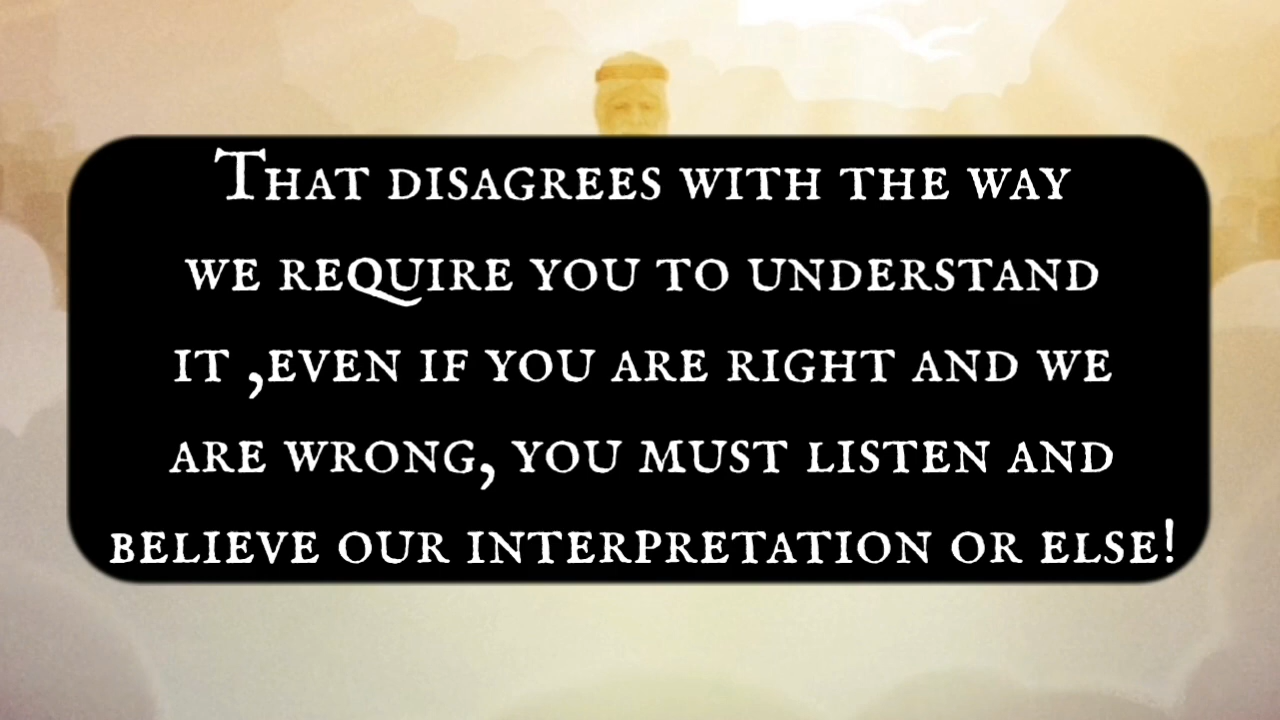 That disagrees with the way
we require you to understand
it ,even if you are right and we
are wrong, you must listen and
believe our interpretation or else!